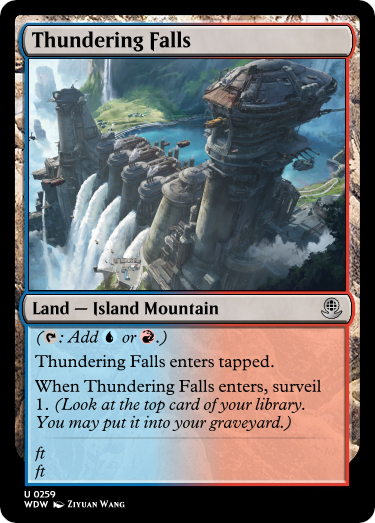 Thundering Falls
Land — Island Mountain
(: Add or .)
Thundering Falls enters tapped.
When Thundering Falls enters, surveil
1. (Look at the top card of your library.
You may put it into your graveyard.)
ft
ft
U 0259
WDW Ziyuan Wang